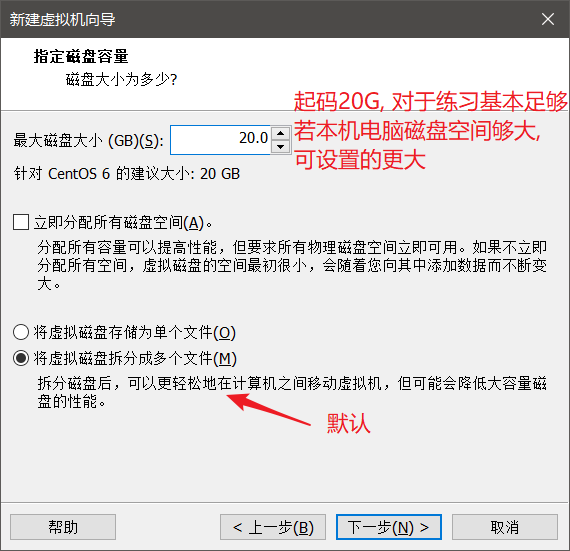 新建虚拟机向导
指定磁盘容量
磁盘大小为多少?
起码20G, 对于练习基本足够
若本机电脑磁盘空间够大,
可设置的更大
最大磁盘大小 (GB)(S): 20.0
针对 CentOS 6 的建议大小: 20 GB
立即分配所有磁盘空间(A)。
分配所有容量可以提高性能，但要求所有物理磁盘空间立即可用。如果不立即
分配所有空间，虚拟磁盘的空间最初很小，会随着您向其中添加数据而不断变
大。
将虚拟磁盘存储为单个文件(O)
将虚拟磁盘拆分成多个文件(M)
拆分磁盘后，可以更轻松地在计算机之间移动虚拟机，但可能会降低大容量磁
盘的性能。
默认
帮助 < 上一步(B) 下一步(N) > 取消